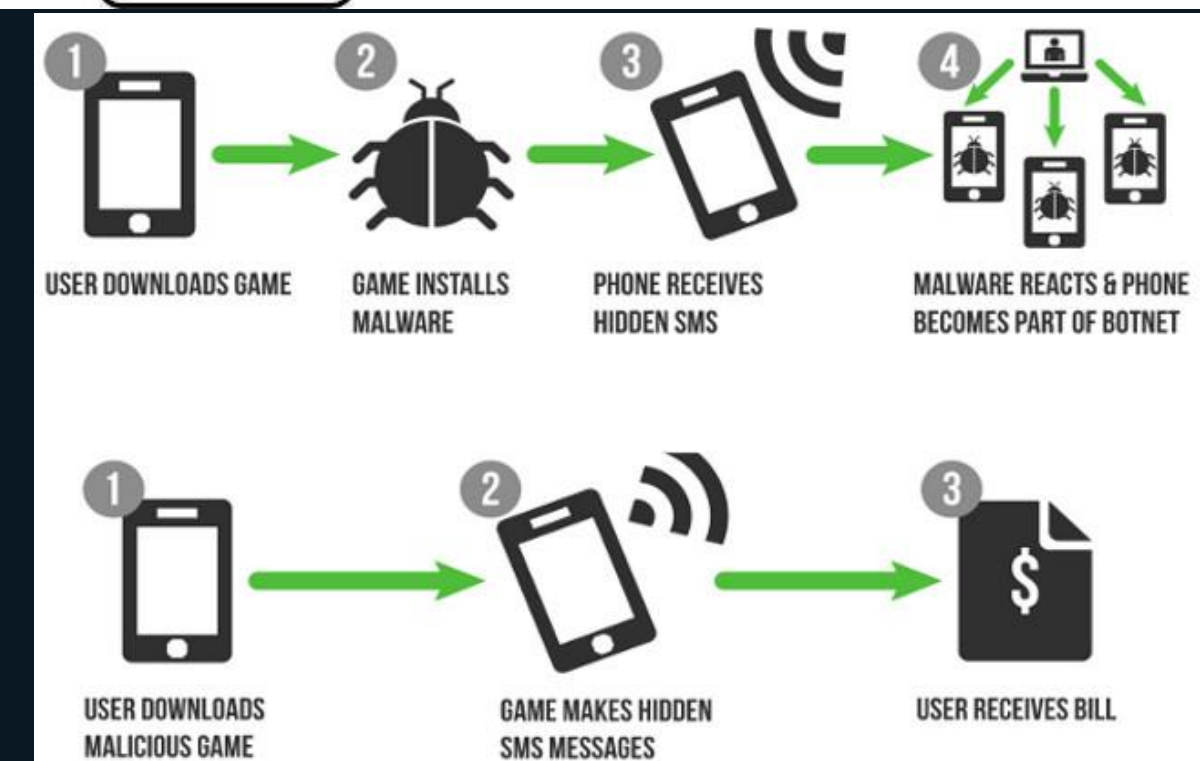 1
2
3
4
USER DOWNLOADS GAME
GAME INSTALLS
MALWARE
PHONE RECEIVES
HIDDEN SMS
MALWARE REACTS & PHONE
BECOMES PART OF BOTNET
1
2
3
$
USER DOWNLOADS
MALICIOUS GAME
GAME MAKES HIDDEN
SMS MESSAGES
USER RECEIVES BILL